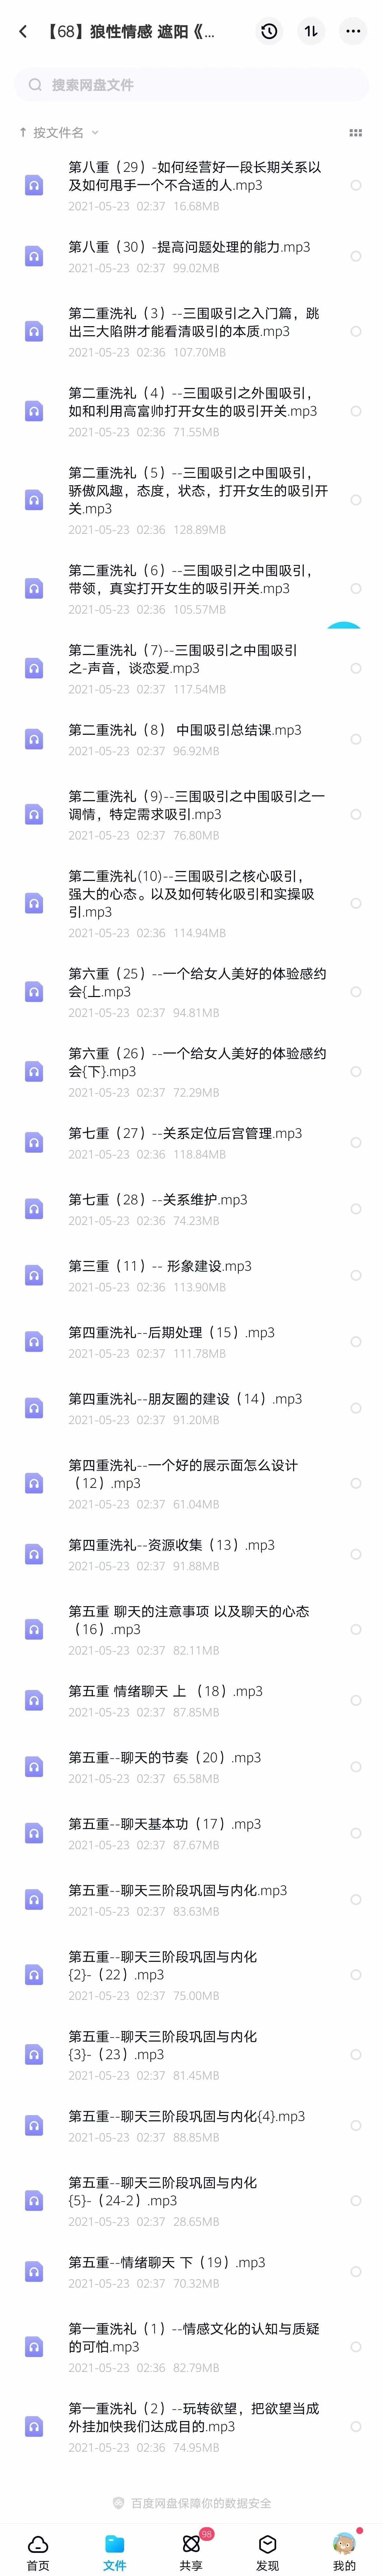 【68】狼性情感 遮阳《...
搜索网盘文件
按文件名
第八重（29）-如何经营好一段长期关系以
及如何甩手一个不合适的人.mp3
2021-05-23 02:37 16.68MB
第八重（30）-提高问题处理的能力.mp3
2021-05-23 02:37 99.02MB
第二重洗礼（3）--三围吸引之入门篇，跳
出三大陷阱才能看清吸引的本质.mp3
2021-05-23 02:36 107.70MB
第二重洗礼（4）--三围吸引之外围吸引，
如和利用高富帅打开女生的吸引开关.mp3
2021-05-23 02:36 71.55MB
第二重洗礼（5）--三围吸引之中围吸引，
骄傲风趣，态度，状态，打开女生的吸引开
关.mp3
2021-05-23 02:36 128.89MB
第二重洗礼（6）--三围吸引之中围吸引，
带领，真实打开女生的吸引开关.mp3
2021-05-23 02:36 105.57MB
第二重洗礼（7)--三围吸引之中围吸引
之-声音，谈恋爱.mp3
2021-05-23 02:37 117.54MB
第二重洗礼（8） 中围吸引总结课.mp3
2021-05-23 02:37 96.92MB
第二重洗礼（9)--三围吸引之中围吸引之一
调情，特定需求吸引.mp3
2021-05-23 02:37 76.80MB
第二重洗礼(10)--三围吸引之核心吸引，
强大的心态。以及如何转化吸引和实操吸
引.mp3
2021-05-23 02:36 114.94MB
第六重（25）--一个给女人美好的体验感约
会{上.mp3
2021-05-23 02:37 94.81MB
第六重（26）--一个给女人美好的体验感约
会{下}.mp3
2021-05-23 02:37 72.29MB
第七重（27）--关系定位后宫管理.mp3
2021-05-23 02:36 118.84MB
第七重（28）--关系维护.mp3
2021-05-23 02:36 74.23MB
第三重（11）-- 形象建设.mp3
2021-05-23 02:36 113.90MB
第四重洗礼--后期处理（15）.mp3
2021-05-23 02:37 111.78MB
第四重洗礼--朋友圈的建设（14）.mp3
2021-05-23 02:37 91.20MB
第四重洗礼--一个好的展示面怎么设计
（12）.mp3
2021-05-23 02:37 61.04MB
第四重洗礼--资源收集（13）.mp3
2021-05-23 02:37 91.88MB
第五重 聊天的注意事项 以及聊天的心态
（16）.mp3
2021-05-23 02:37 82.11MB
第五重 情绪聊天 上 （18）.mp3
2021-05-23 02:37 87.85MB
第五重--聊天的节奏（20）.mp3
2021-05-23 02:37 65.58MB
第五重--聊天基本功（17）.mp3
2021-05-23 02:37 87.67MB
第五重--聊天三阶段巩固与内化.mp3
2021-05-23 02:37 83.63MB
第五重--聊天三阶段巩固与内化
{2}-（22）.mp3
2021-05-23 02:37 75.00MB
第五重--聊天三阶段巩固与内化
{3}-（23）.mp3
2021-05-23 02:37 81.45MB
第五重--聊天三阶段巩固与内化{4}.mp3
2021-05-23 02:37 88.85MB
第五重--聊天三阶段巩固与内化
{5}-（24-2）.mp3
2021-05-23 02:37 28.65MB
第五重--情绪聊天 下（19）.mp3
2021-05-23 02:37 70.32MB
第一重洗礼（1）--情感文化的认知与质疑
的可怕.mp3
2021-05-23 02:36 82.79MB
第一重洗礼（2）--玩转欲望，把欲望当成
外挂加快我们达成目的.mp3
2021-05-23 02:36 74.95MB
百度网盘保障你的数据安全
98
首页 文件 共享 发现 我的